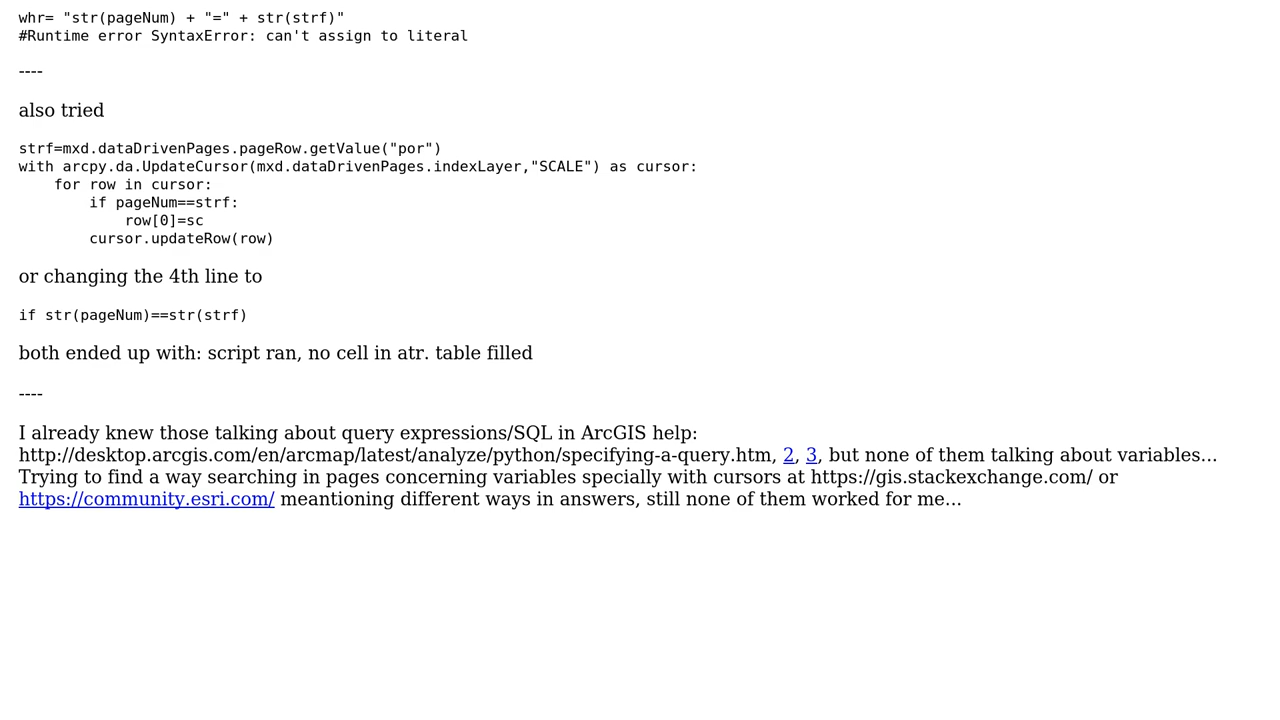 whr= "str(pageNum) + "=" + str(strf)"
#Runtime error SyntaxError: can't assign to literal
----
also tried
strf=mxd.dataDrivenPages.pageRow.getValue("por")
with arcpy.da.UpdateCursor(mxd.dataDrivenPages.indexLayer,"SCALE") as cursor:
    for row in cursor:
        if pageNum==strf:
            row[0]=sc
        cursor.updateRow(row)
or changing the 4th line to
if str(pageNum)==str(strf)
both ended up with: script ran, no cell in atr. table filled
----
I already knew those talking about query expressions/SQL in ArcGIS help:
http://desktop.arcgis.com/en/arcmap/latest/analyze/python/specifying-a-query.htm, 2, 3, but none of them talking about variables...
Trying to find a way searching in pages concerning variables specially with cursors at https://gis.stackexchange.com/ or
https://community.esri.com/ meantioning different ways in answers, still none of them worked for me...